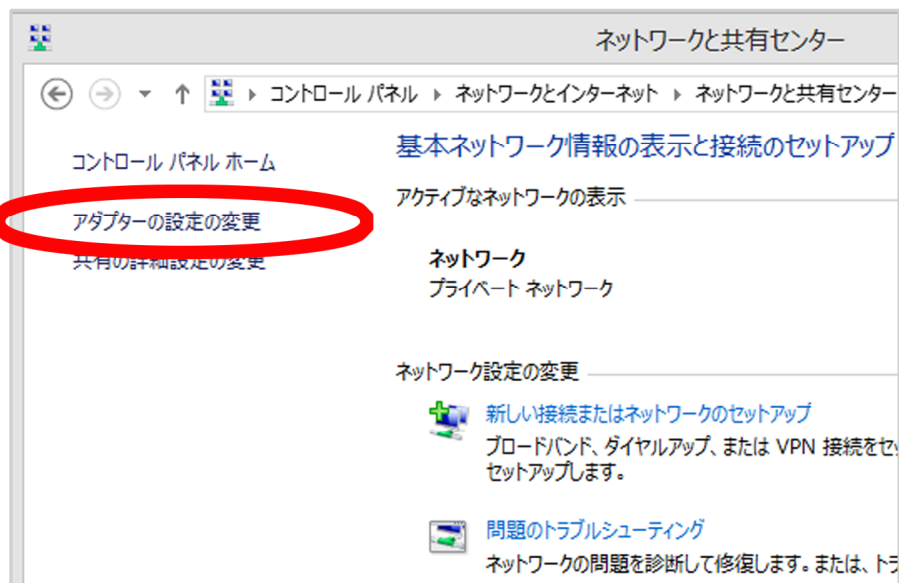 ネットワークと共有センター
コントロール パネル ネットワークとインターネット ネットワークと共有センター
コントロール パネル ホーム
アダプターの設定の変更
共有の詳細設定の変更
基本ネットワーク情報の表示と接続のセットアップ
アクティブなネットワークの表示
ネットワーク
プライベート ネットワーク
ネットワーク設定の変更
新しい接続またはネットワークのセットアップ
ブロードバンド、ダイヤルアップ、または VPN 接続をセッ
セットアップします。
問題のトラブルシューティング
ネットワークの問題を診断して修復します。または、トラ